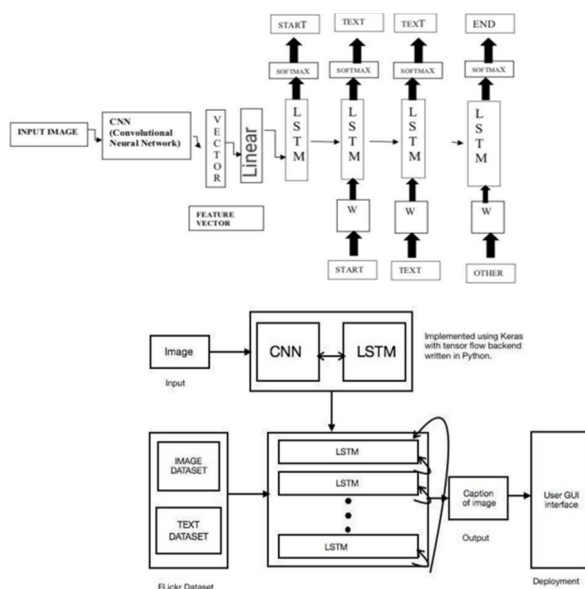 START TEXT TEXT END
SOFTMAX SOFTMAX SOFTMAX SOFTMAX
INPUT IMAGE
CNN
(Convolutional
Neural Network)
VECTOR
Linear
LSTM LSTM LSTM LSTM
FEATURE
VECTOR
W W W
START TEXT OTHER
Image
Input
CNN
LSTM
Implemented using Keras
with tensor flow backend
written in Python.
IMAGE
DATASET
TEXT
DATASET
FLickr Dataset
LSTM
LSTM
LSTM
Caption
of image
Output
User GUI
interface
Deployment